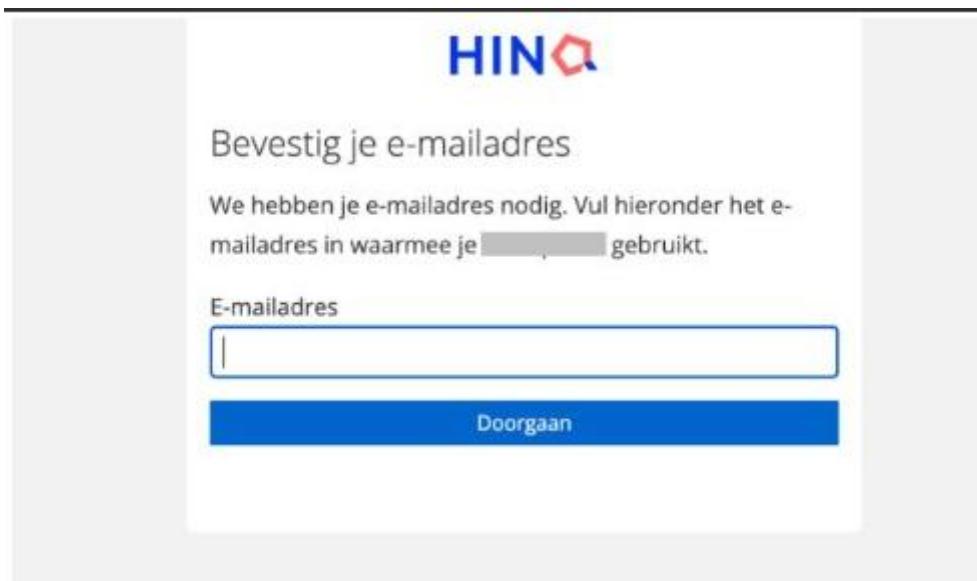 HINQ
Bevestig je e-mailadres
We hebben je e-mailadres nodig. Vul hieronder het e-
mailadres in waarmee je gebruikt.
E-mailadres
Doorgaan